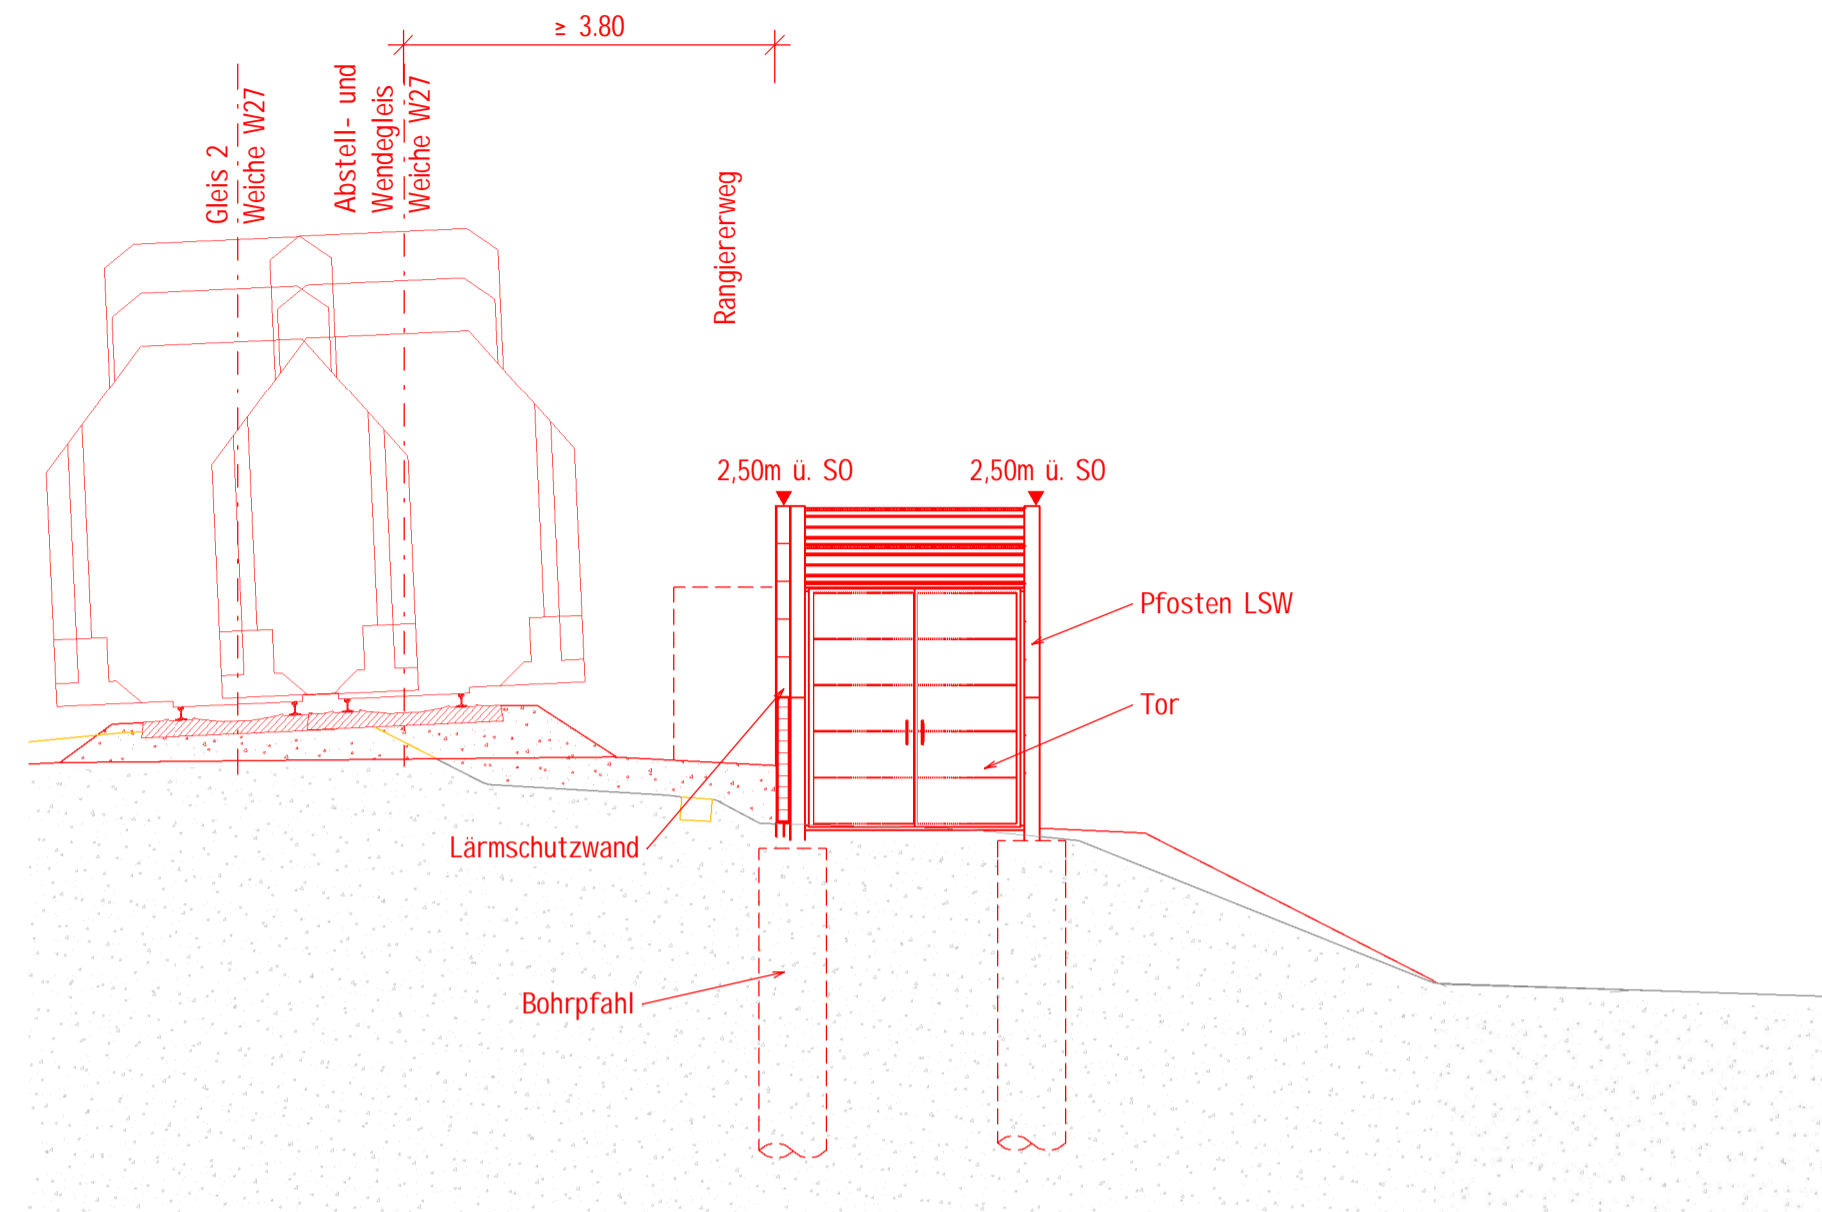 ≥ 3.80
Gleis 2
Weiche W27
Abstell- und
Wendegleis
Weiche W27
Rangiererweg
2,50m ü. SO
2,50m ü. SO
Pfosten LSW
Tor
Lärmschutzwand
Bohrpfahl